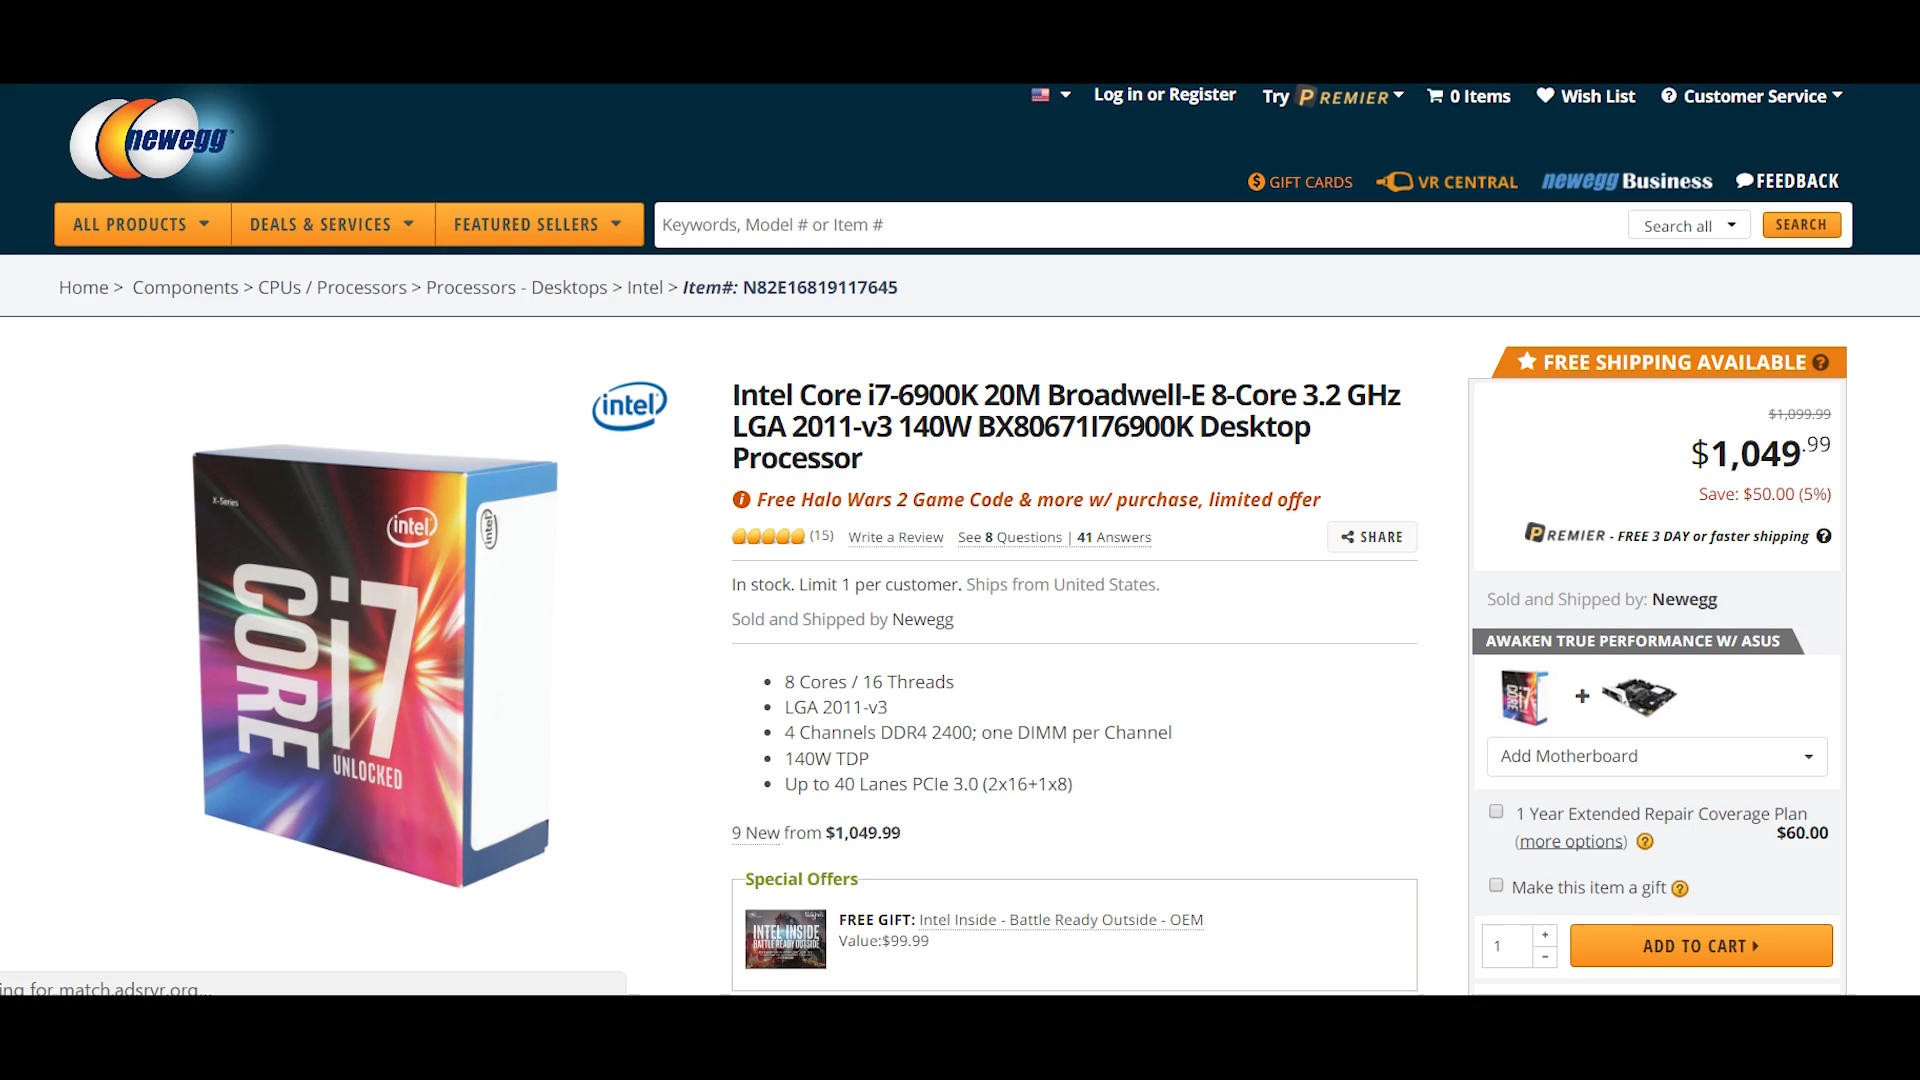 Log in or Register
Try PREMIER
0 Items
Wish List
Customer Service
newegg
GIFT CARDS
VR CENTRAL
newegg Business
FEEDBACK
ALL PRODUCTS
DEALS & SERVICES
FEATURED SELLERS
Keywords, Model # or Item #
Search all
SEARCH
Home > Components > CPUs / Processors > Processors - Desktops > Intel > Item#: N82E16819117645
intel
X-Series
intel
intel
CORE i7
UNLOCKED
Intel Core i7-6900K 20M Broadwell-E 8-Core 3.2 GHz
LGA 2011-v3 140W BX80671I76900K Desktop
Processor
Free Halo Wars 2 Game Code & more w/ purchase, limited offer
(15) Write a Review See 8 Questions | 41 Answers
SHARE
In stock. Limit 1 per customer. Ships from United States.
Sold and Shipped by Newegg
8 Cores / 16 Threads
LGA 2011-v3
4 Channels DDR4 2400; one DIMM per Channel
140W TDP
Up to 40 Lanes PCIe 3.0 (2x16+1x8)
9 New from $1,049.99
Special Offers
INTEL INSIDE
BATTLE READY OUTSIDE
FREE GIFT: Intel Inside - Battle Ready Outside - OEM
Value:$99.99
FREE SHIPPING AVAILABLE
$1,099.99
$1,049.99
Save: $50.00 (5%)
PREMIER - FREE 3 DAY or faster shipping
Sold and Shipped by: Newegg
AWAKEN TRUE PERFORMANCE W/ ASUS
CORE i7
+
Add Motherboard
1 Year Extended Repair Coverage Plan
$60.00
(more options)
Make this item a gift
1
+
-
ADD TO CART
ing for match.adsrvr.org...